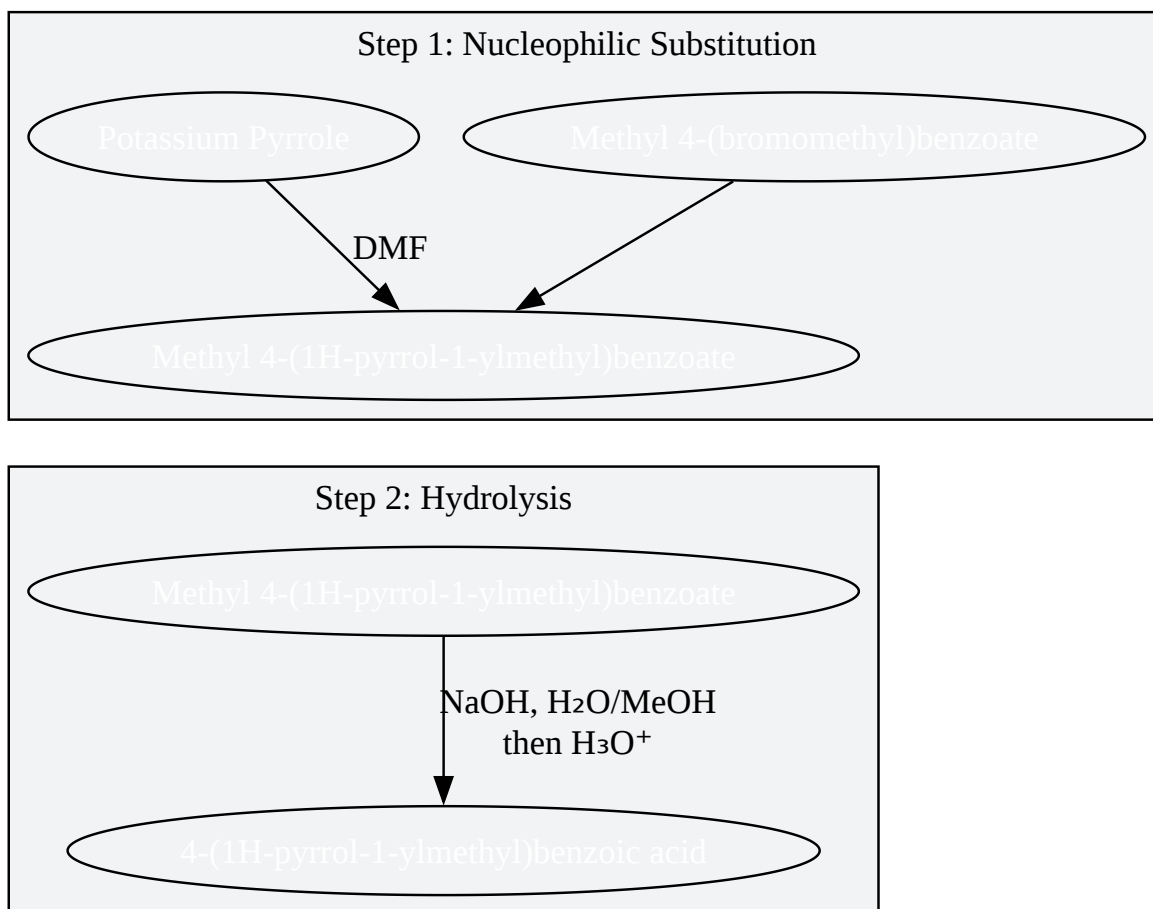 Step 1: Nucleophilic Substitution
Potassium Pyrrole
Methyl 4-(bromomethyl)benzoate
DMF
Methyl 4-(1H-pyrrol-1-ylmethyl)benzoate
Step 2: Hydrolysis
Methyl 4-(1H-pyrrol-1-ylmethyl)benzoate
NaOH, H₂O/MeOH
then H₃O⁺
4-(1H-pyrrol-1-ylmethyl)benzoic acid